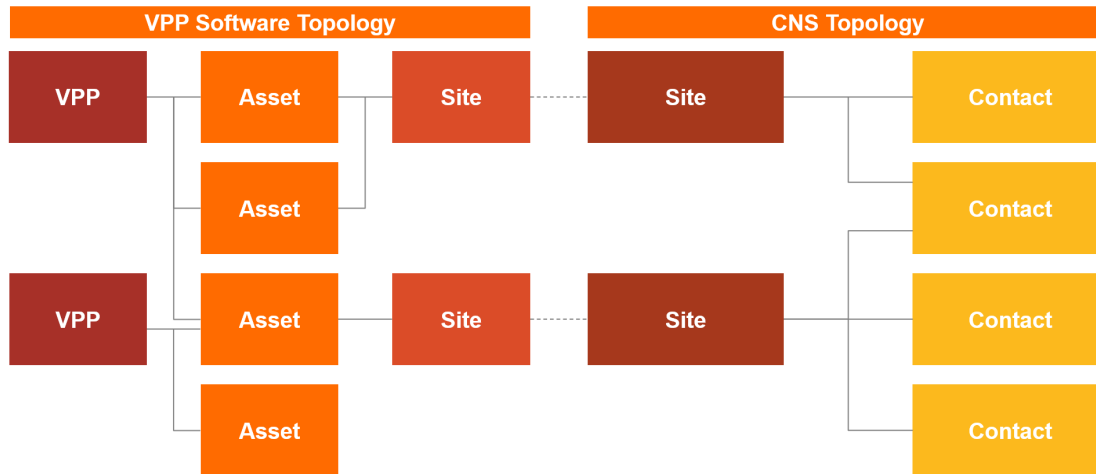 VPP Software Topology
CNS Topology
VPP
Asset
Site
Site
Contact
Asset
Contact
VPP
Asset
Site
Site
Contact
Asset
Contact